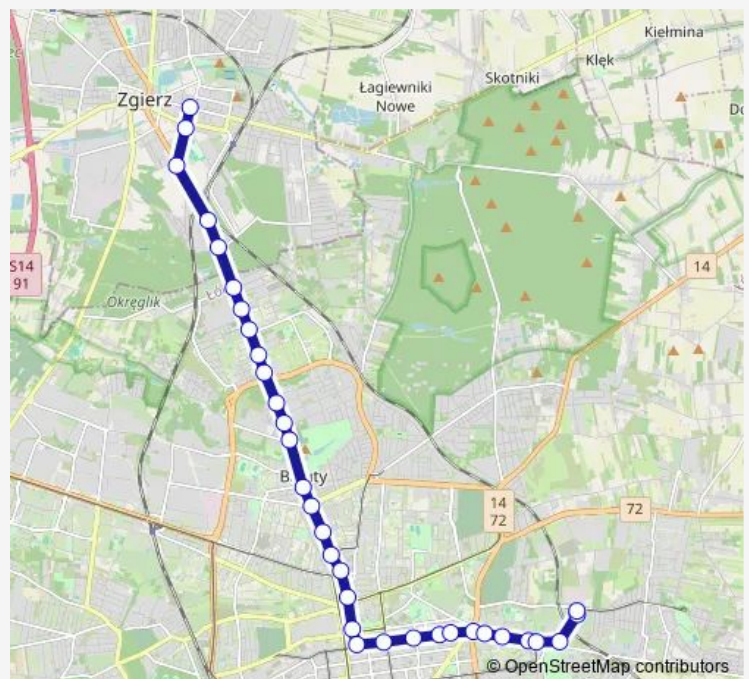 Kiełmina
Klęk
Skotniki
Łagiewniki
Nowe
Zgierz
S14
91
14
Okręglik
14
72
72
© OpenStreetMap contributors